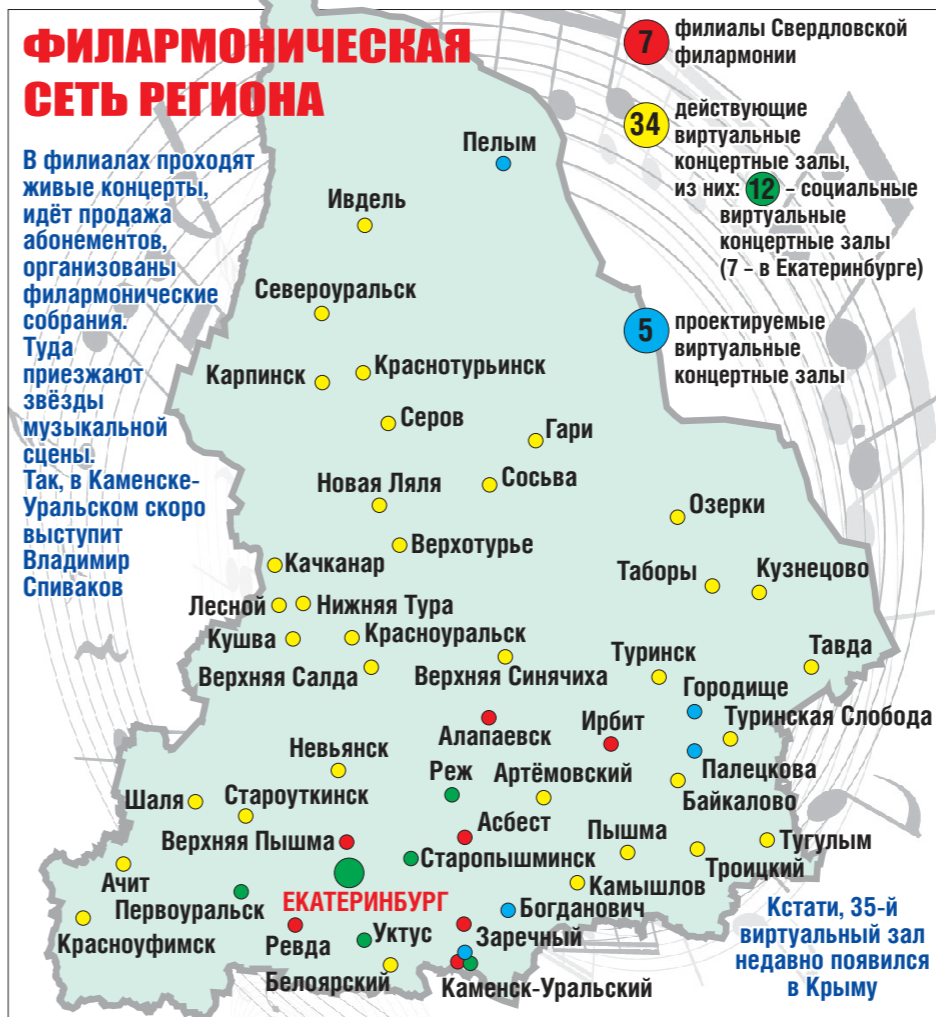 ФИЛАРМОНИЧЕСКАЯ
СЕТЬ РЕГИОНА
В филиалах проходят
живые концерты,
идёт продажа
абонементов,
организованы
филармонические
собрания.
Туда
приезжают
звёзды
музыкальной
сцены.
Так, в Каменске-
Уральском скоро
выступит
Владимир
Спиваков
7
филиалы Свердловской
филармонии
34
действующие
виртуальные
концертные залы,
из них: 12 – социальные
виртуальные
концертные залы
(7 – в Екатеринбурге)
5
проектируемые
виртуальные
концертные залы
Пелым
Ивдель
Североуральск
Карпинск
Краснотурьинск
Серов
Гари
Новая Ляля
Сосьва
Озерки
Верхотурье
Качканар
Таборы
Кузнецово
Лесной
Нижняя Тура
Кушва
Красноуральск
Верхняя Салда
Верхняя Синячиха
Туринск
Тавда
Городище
Алапаевск
Ирбит
Туринская Слобода
Невьянск
Реж
Артёмовский
Палецкова
Байкалово
Шаля
Староуткинск
Асбест
Верхняя Пышма
Старопышминск
Пышма
Троицкий
Тугулым
Ачит
Первоуральск
ЕКАТЕРИНБУРГ
Камышлов
Богданович
Красноуфимск
Ревда
Уктус
Заречный
Белоярский
Каменск-Уральский
Кстати, 35-й
виртуальный зал
недавно появился
в Крыму